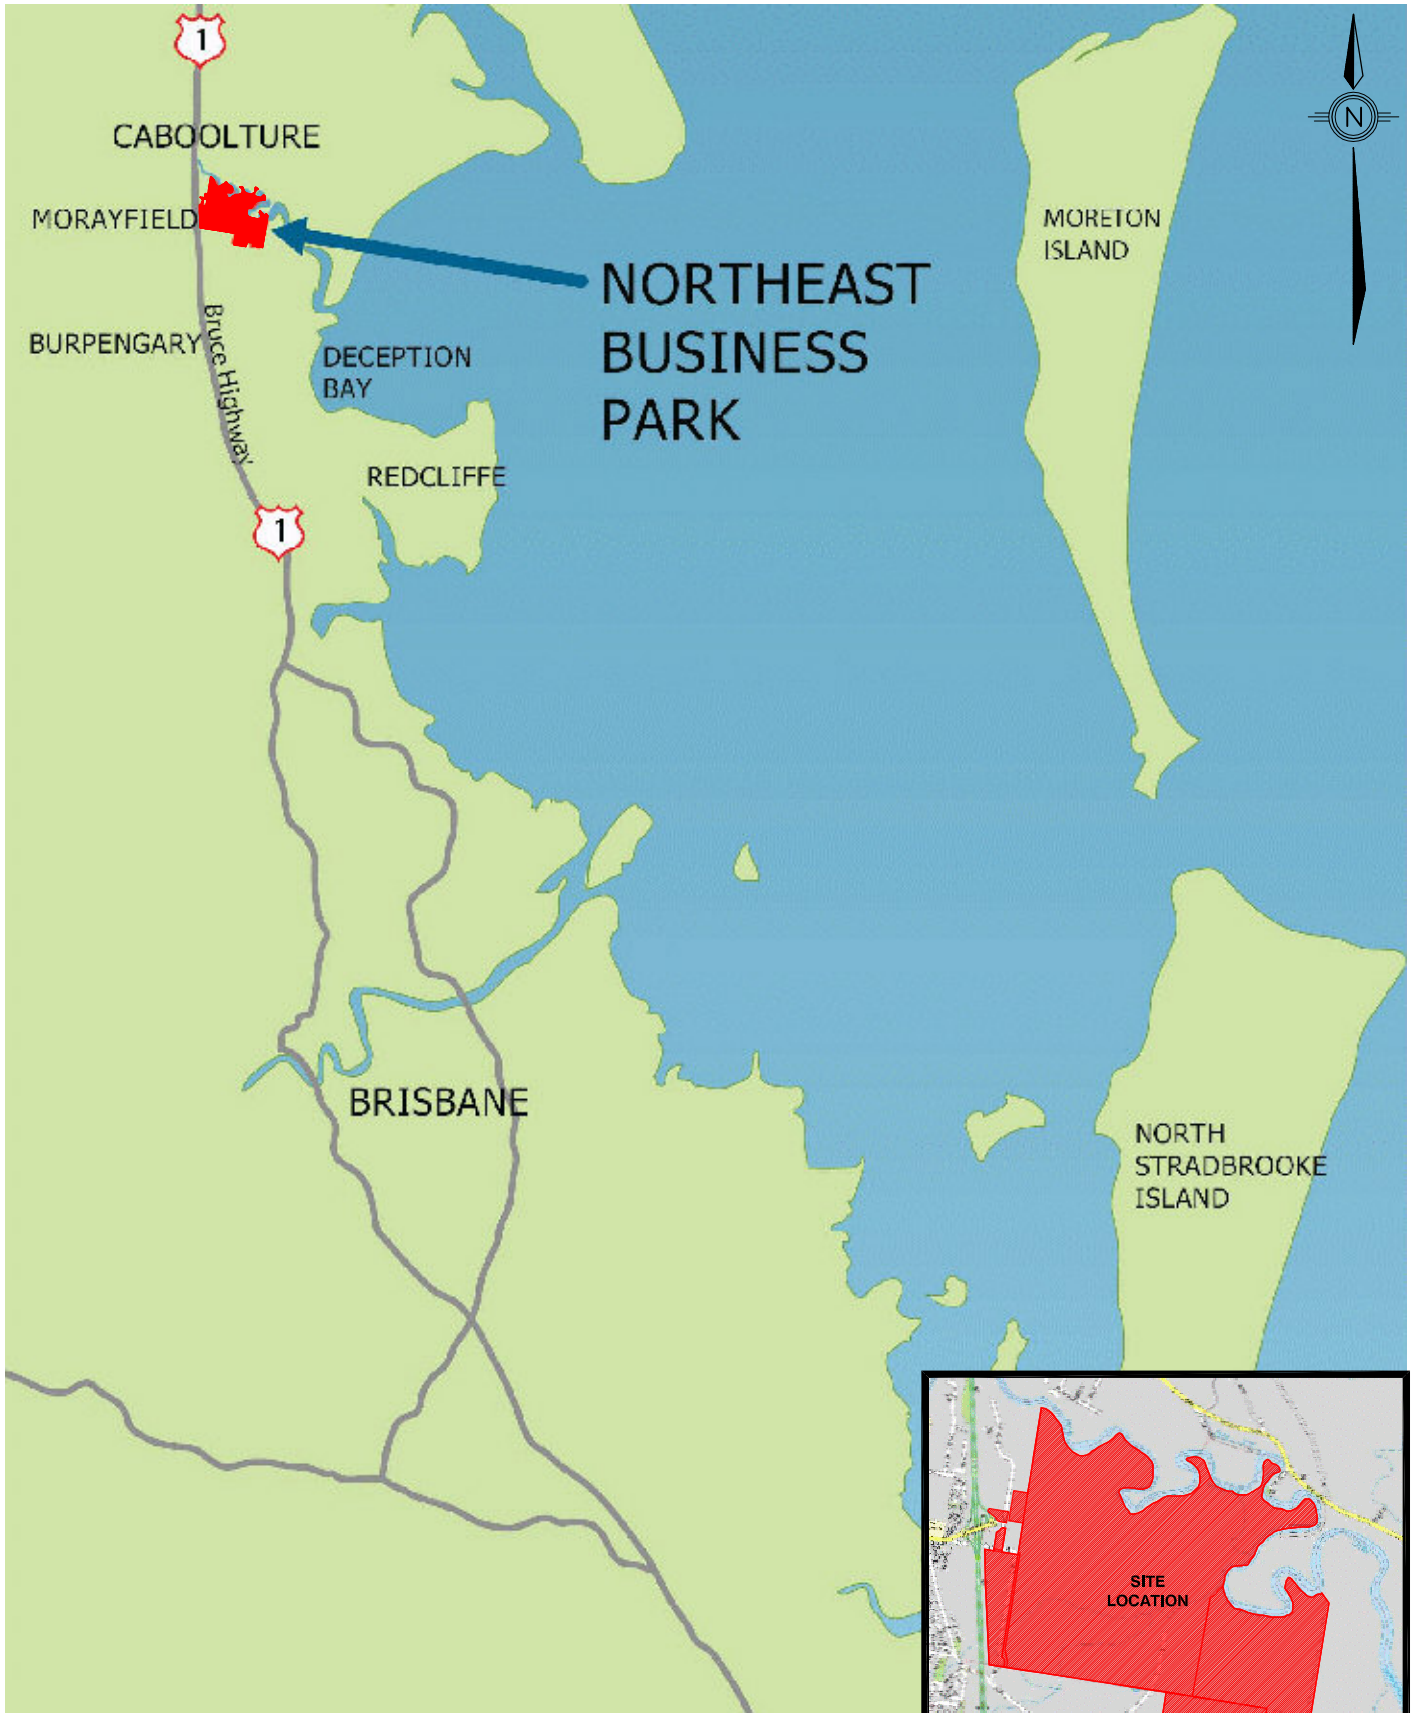 1
N
CABOOLTURE
MORAYFIELD
MORETON
ISLAND
NORTHEAST
BUSINESS
PARK
BURPENGARY
Bruce Highway
DECEPTION
BAY
REDCLIFFE
1
BRISBANE
NORTH
STRADBROOKE
ISLAND
SITE
LOCATION